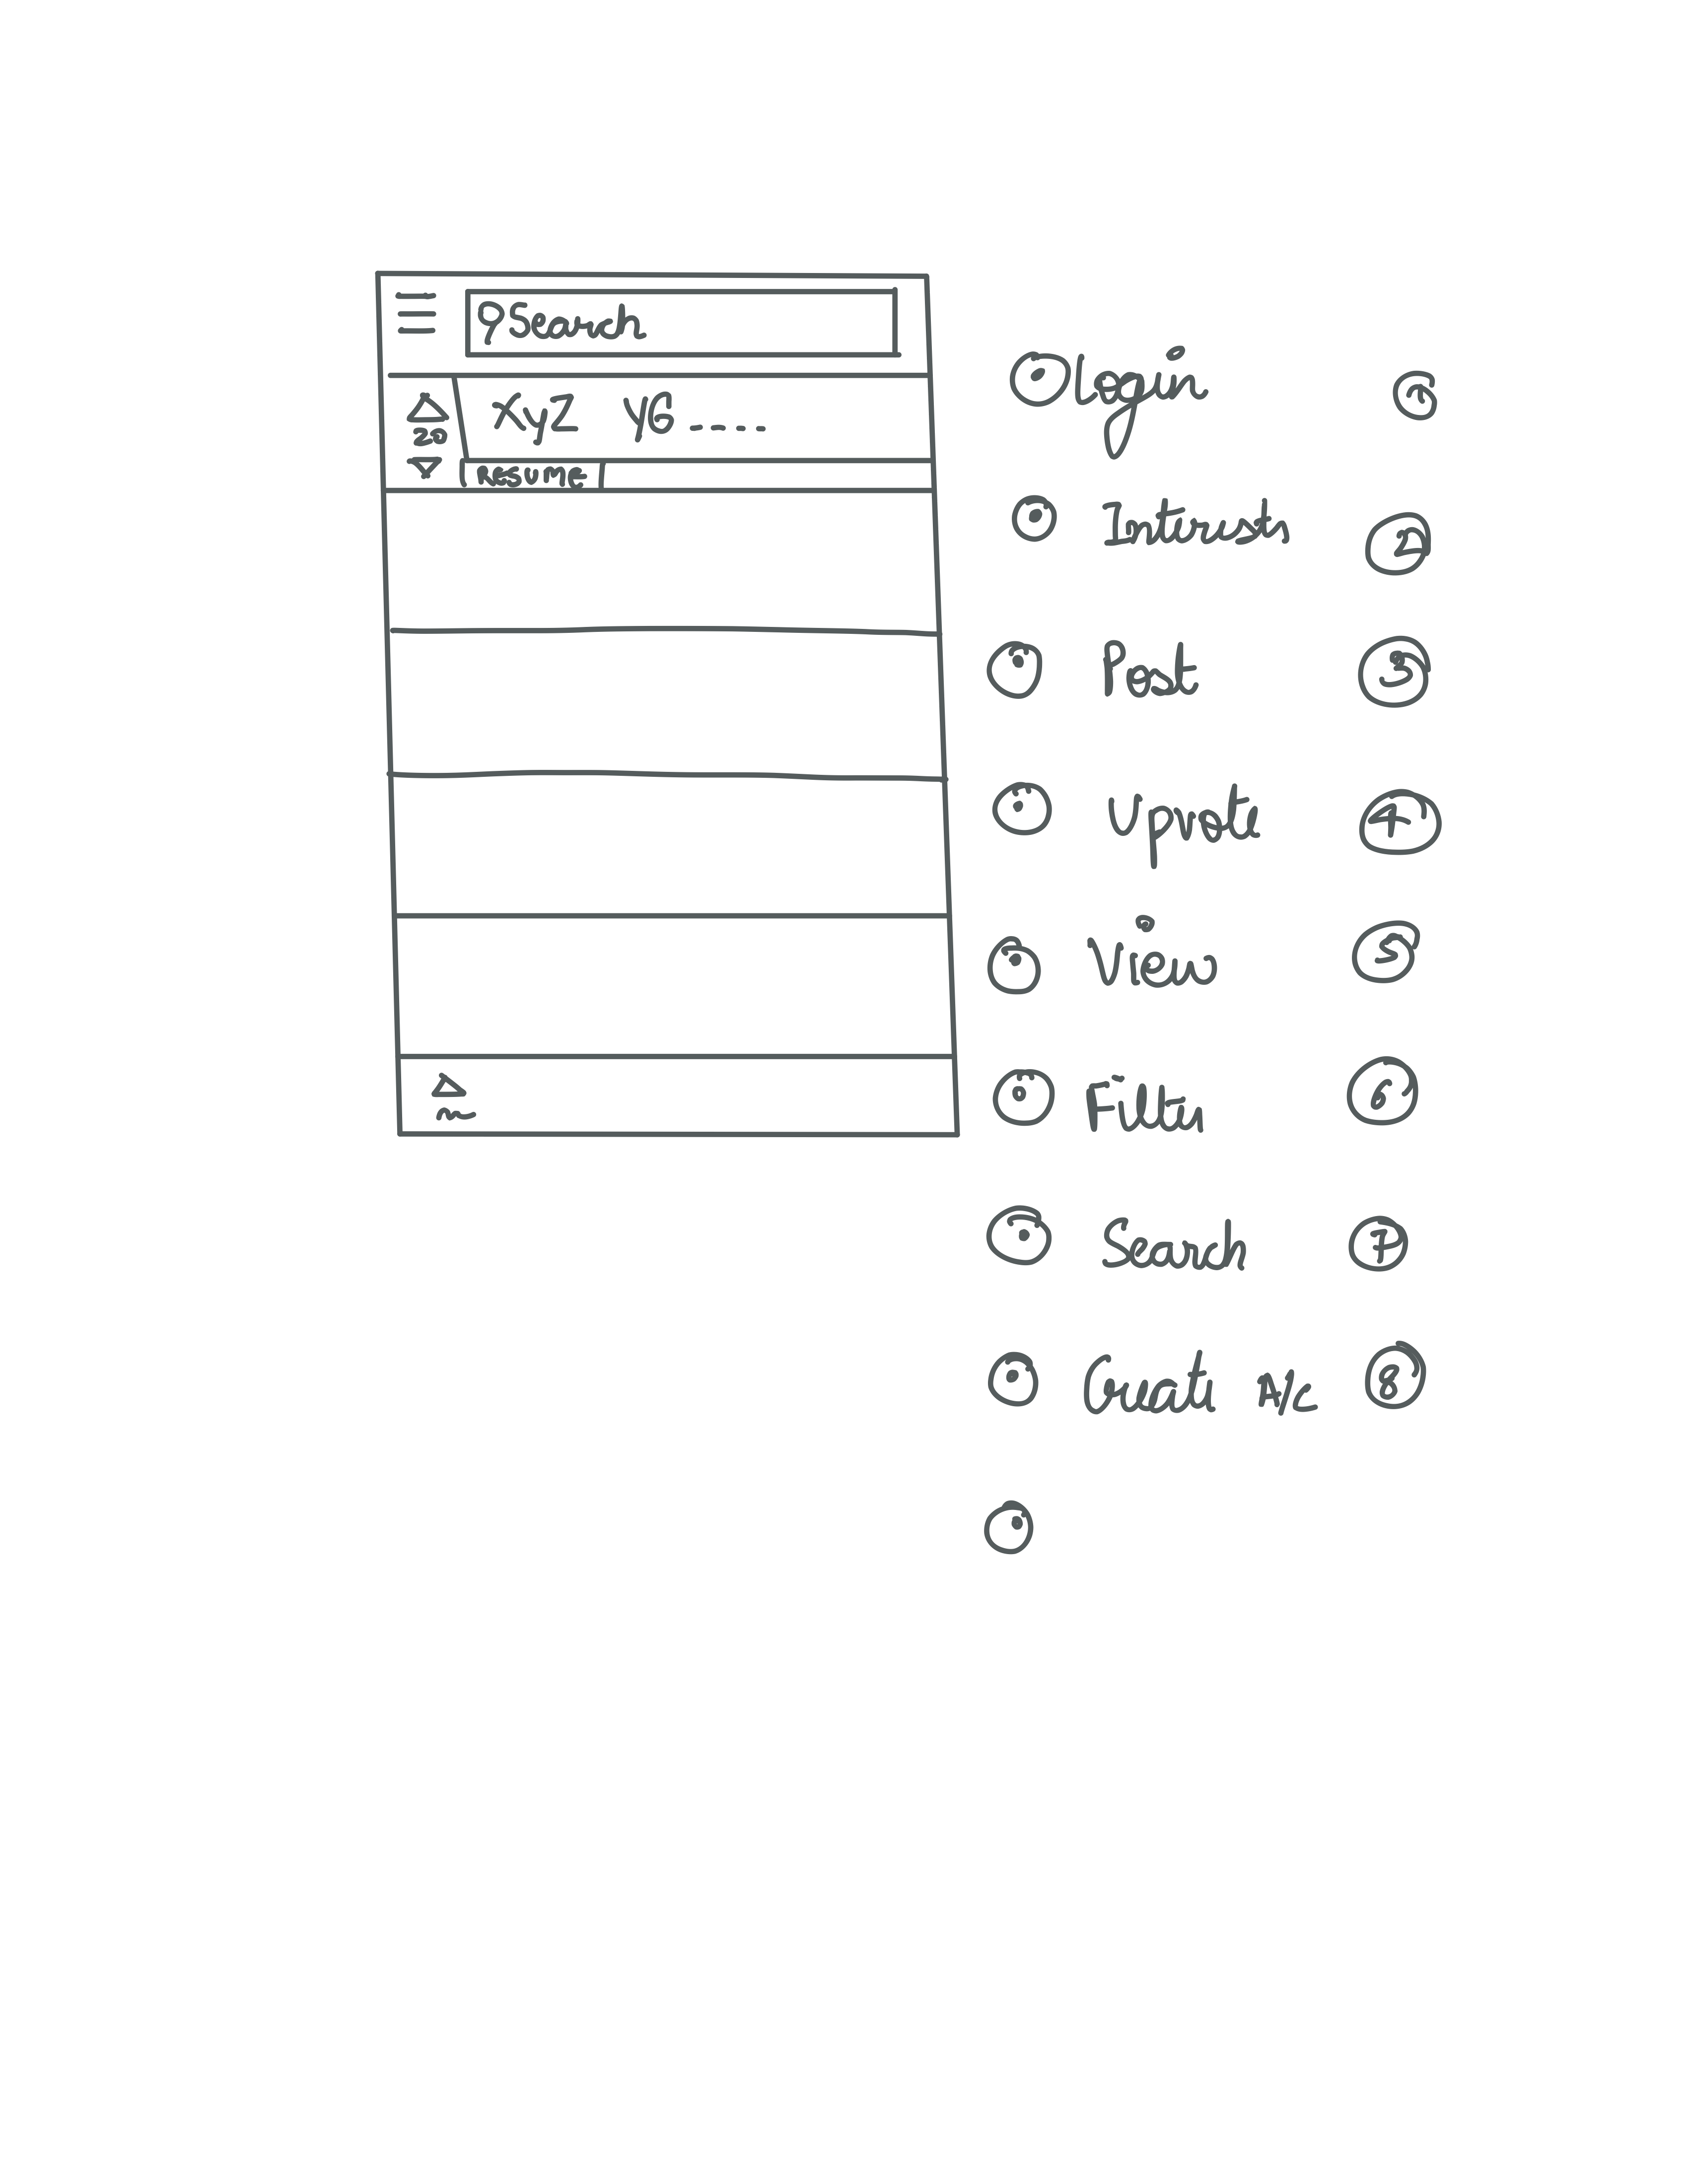 Search
XYZ YG ----
20
RESUME
Login 1
Interests 2
Post 3
Upvote 4
View 5
Filter 6
Search 7
Create A/c 8